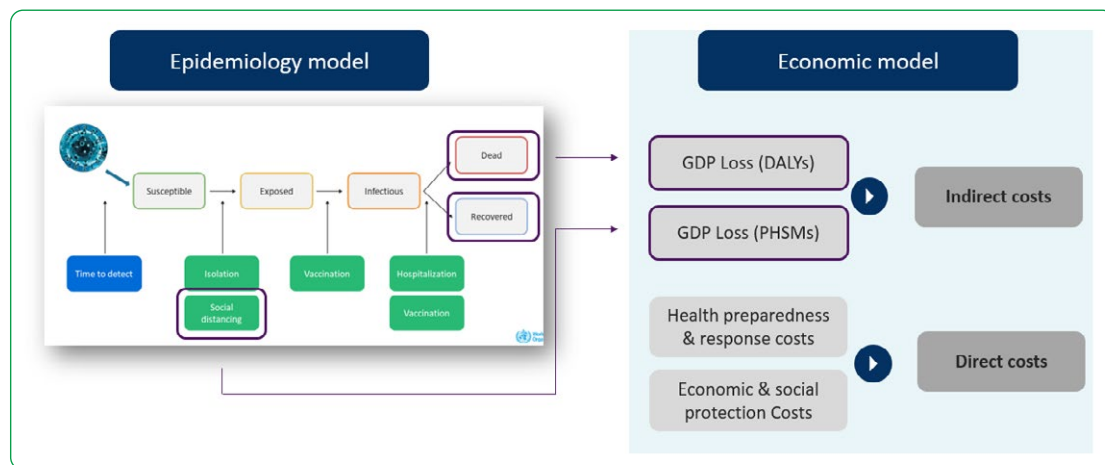 Epidemiology model
Economic model
Dead
Susceptible
Exposed
Infectious
Recovered
Time to detect
Isolation
Vaccination
Hospitalization
Social
distancing
Vaccination
GDP Loss (DALYs)
GDP Loss (PHSMs)
Indirect costs
Health preparedness
& response costs
Economic & social
protection Costs
Direct costs